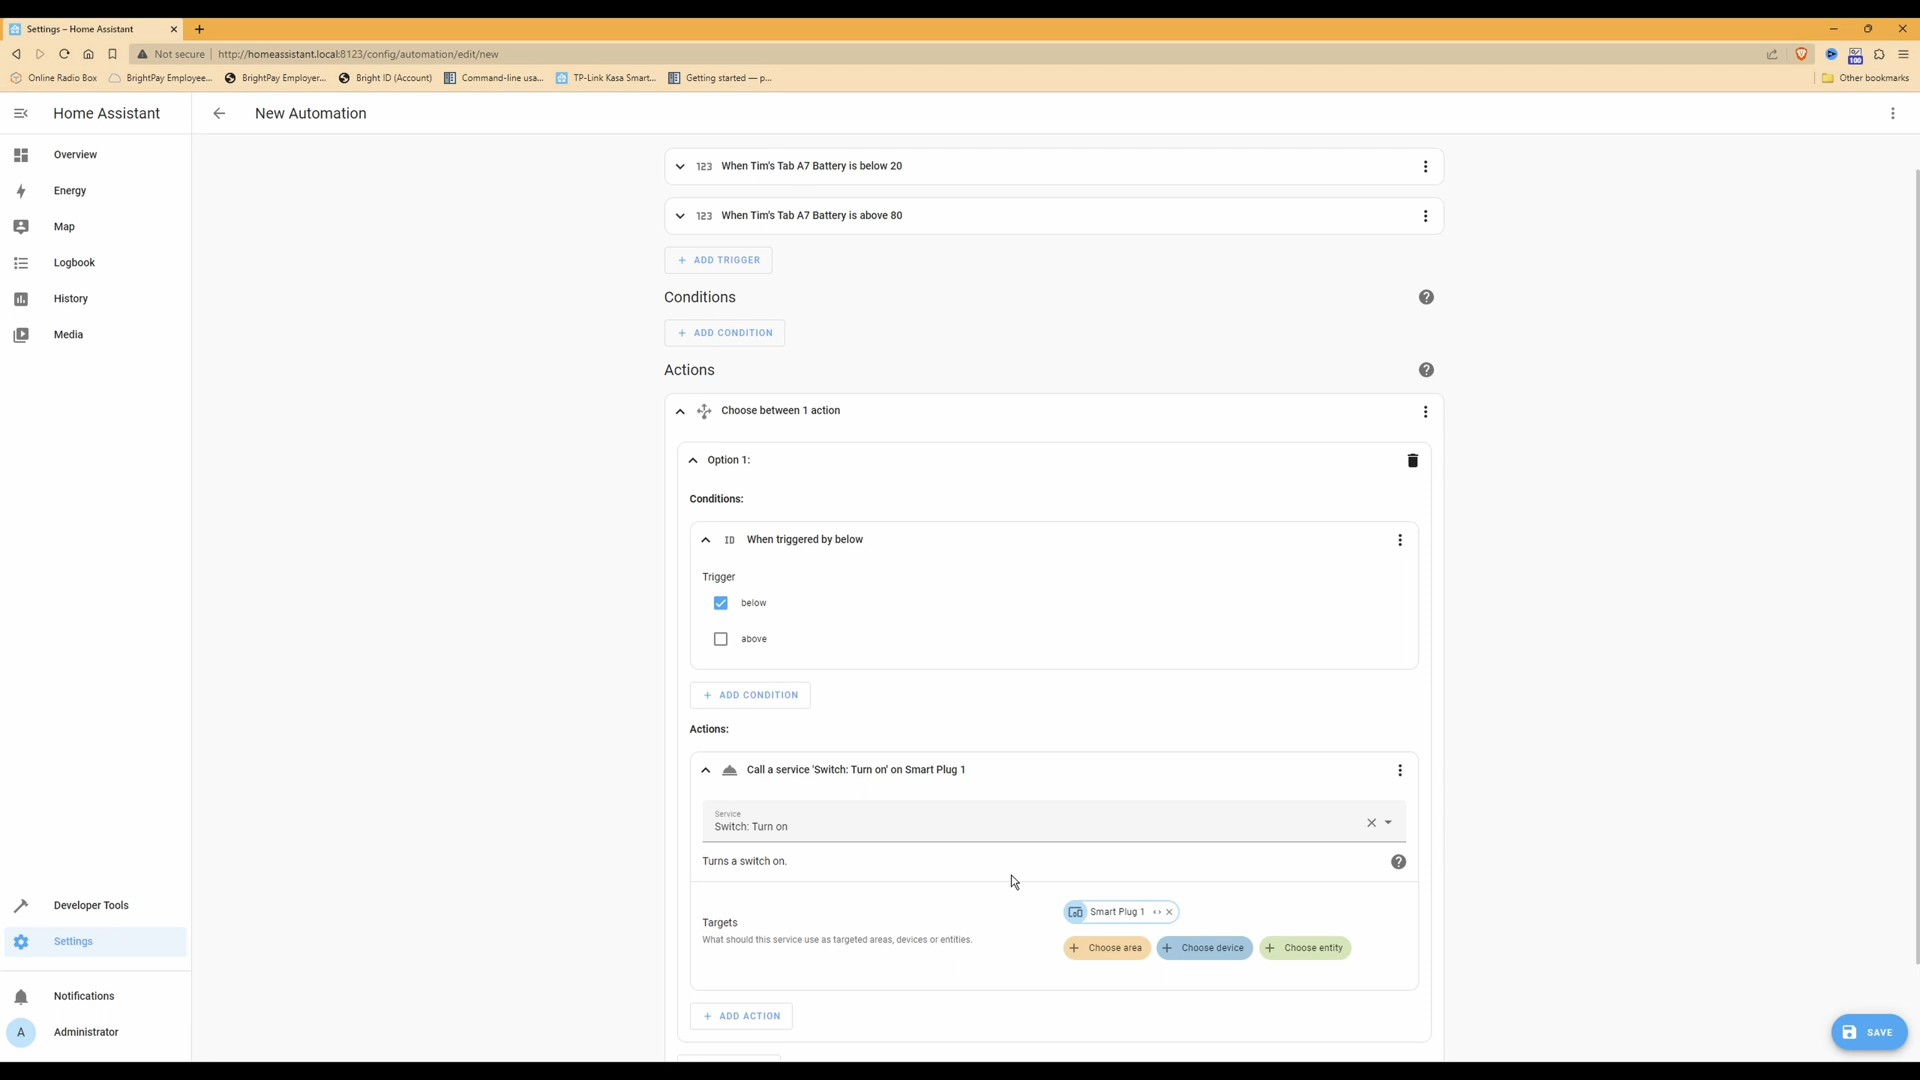 Settings – Home Assistant
Not secure
http://homeassistant.local:8123/config/automation/edit/new
100
Online Radio Box
BrightPay Employee...
BrightPay Employer...
Bright ID (Account)
Command-line usa...
TP-Link Kasa Smart...
Getting started — p...
Other bookmarks
Home Assistant
New Automation
Overview
Energy
Map
Logbook
History
Media
Developer Tools
Settings
Notifications
A
Administrator
123 When Tim's Tab A7 Battery is below 20
123 When Tim's Tab A7 Battery is above 80
+ ADD TRIGGER
Conditions
+ ADD CONDITION
Actions
Choose between 1 action
Option 1:
Conditions:
ID When triggered by below
Trigger
below
above
+ ADD CONDITION
Actions:
Call a service 'Switch: Turn on' on Smart Plug 1
Service
Switch: Turn on
Turns a switch on.
Targets
What should this service use as targeted areas, devices or entities.
Smart Plug 1
+ Choose area
+ Choose device
+ Choose entity
+ ADD ACTION
SAVE